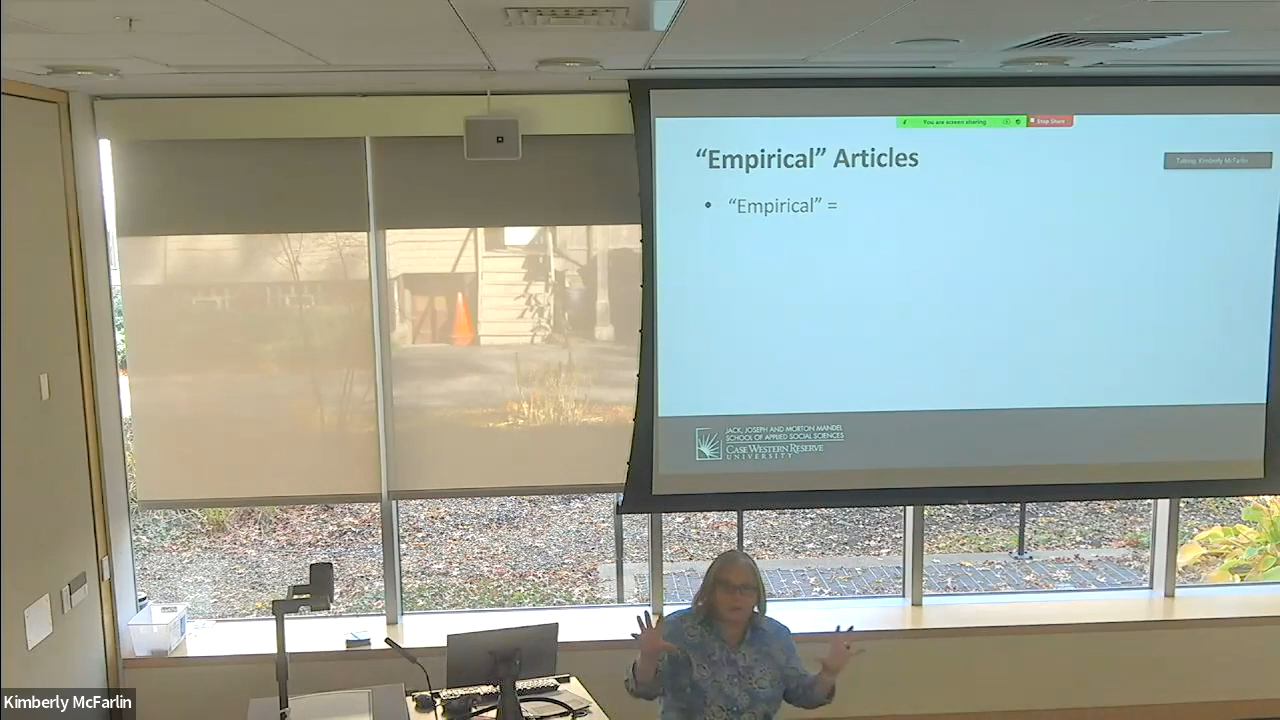 You are screen sharing
Stop Share
"Empirical" Articles
Talking: Kimberly McFarlin
• "Empirical" =
JACK, JOSEPH AND MORTON MANDEL
SCHOOL OF APPLIED SOCIAL SCIENCES
CASE WESTERN RESERVE
UNIVERSITY
Kimberly McFarlin